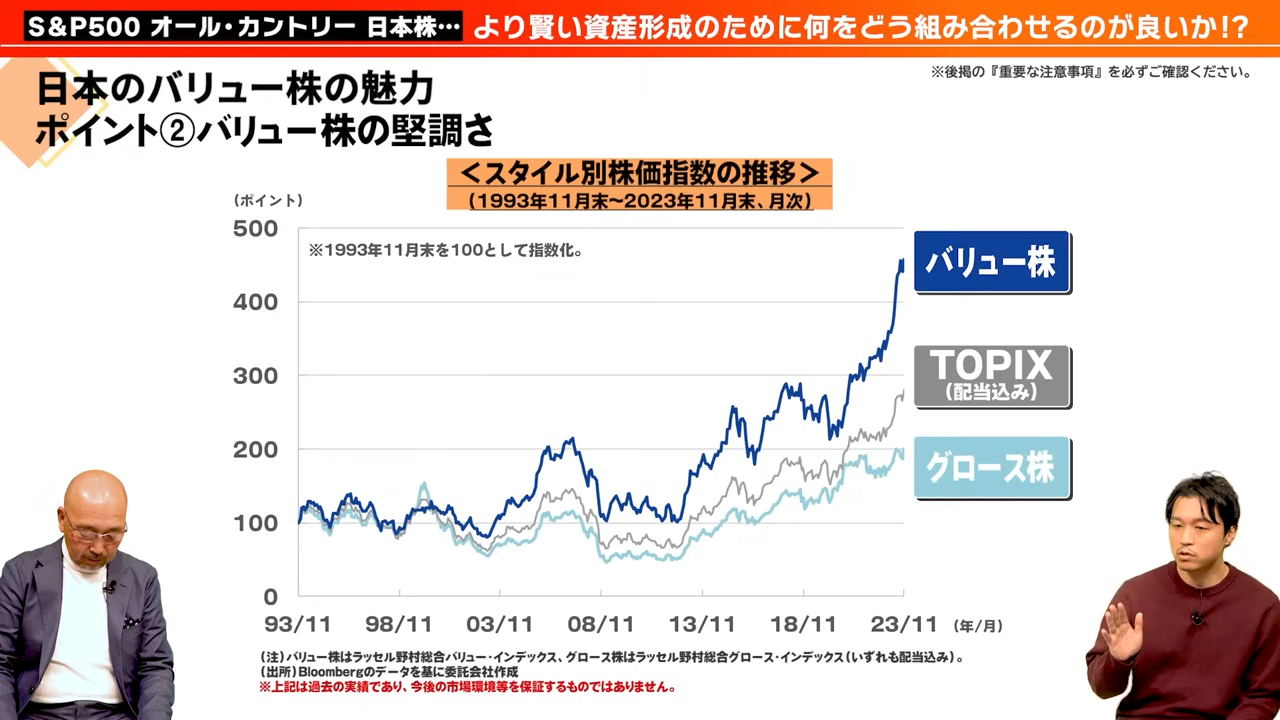 S&P500 オール・カントリー 日本株… より賢い資産形成のために何をどう組み合わせるのが良いか!?
※後掲の『重要な注意事項』を必ずご確認ください。
日本のバリュー株の魅力
ポイント②バリュー株の堅調さ
＜スタイル別株価指数の推移＞
(1993年11月末～2023年11月末、月次)
(ポイント)
※1993年11月末を100として指数化。
500
400
300
200
100
0
バリュー株
TOPIX
(配当込み)
グロース株
93/11 98/11 03/11 08/11 13/11 18/11 23/11 (年/月)
(注)バリュー株はラッセル野村総合バリュー・インデックス、グロース株はラッセル野村総合グロース・インデックス(いずれも配当込み)。
(出所)Bloombergのデータを基に委託会社作成
※上記は過去の実績であり、今後の市場環境等を保証するものではありません。